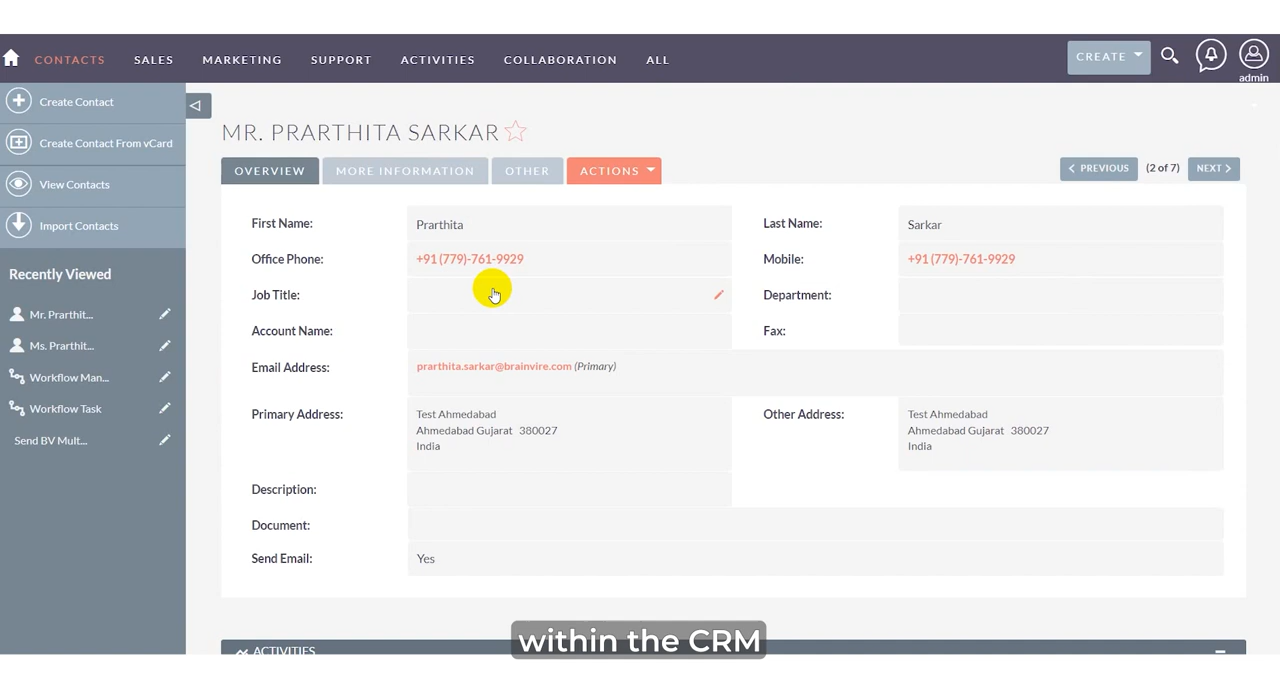 CONTACTS SALES MARKETING SUPPORT ACTIVITIES COLLABORATION ALL CREATE admin
Create Contact
Create Contact From vCard
View Contacts
Import Contacts
Recently Viewed
Mr. Prarthit...
Ms. Prarthit...
Workflow Man...
Workflow Task
Send BV Mult...
MR. PRARTHITA SARKAR
OVERVIEW MORE INFORMATION OTHER ACTIONS PREVIOUS (2 of 7) NEXT
First Name: Prarthita Last Name: Sarkar
Office Phone: +91 (779)-761-9929 Mobile: +91 (779)-761-9929
Job Title: Department:
Account Name: Fax:
Email Address: prarthita.sarkar@brainvire.com (Primary)
Primary Address: Test Ahmedabad Other Address: Test Ahmedabad
Ahmedabad Gujarat 380027 Ahmedabad Gujarat 380027
India India
Description:
Document:
Send Email: Yes
within the CRM
ACTIVITIES